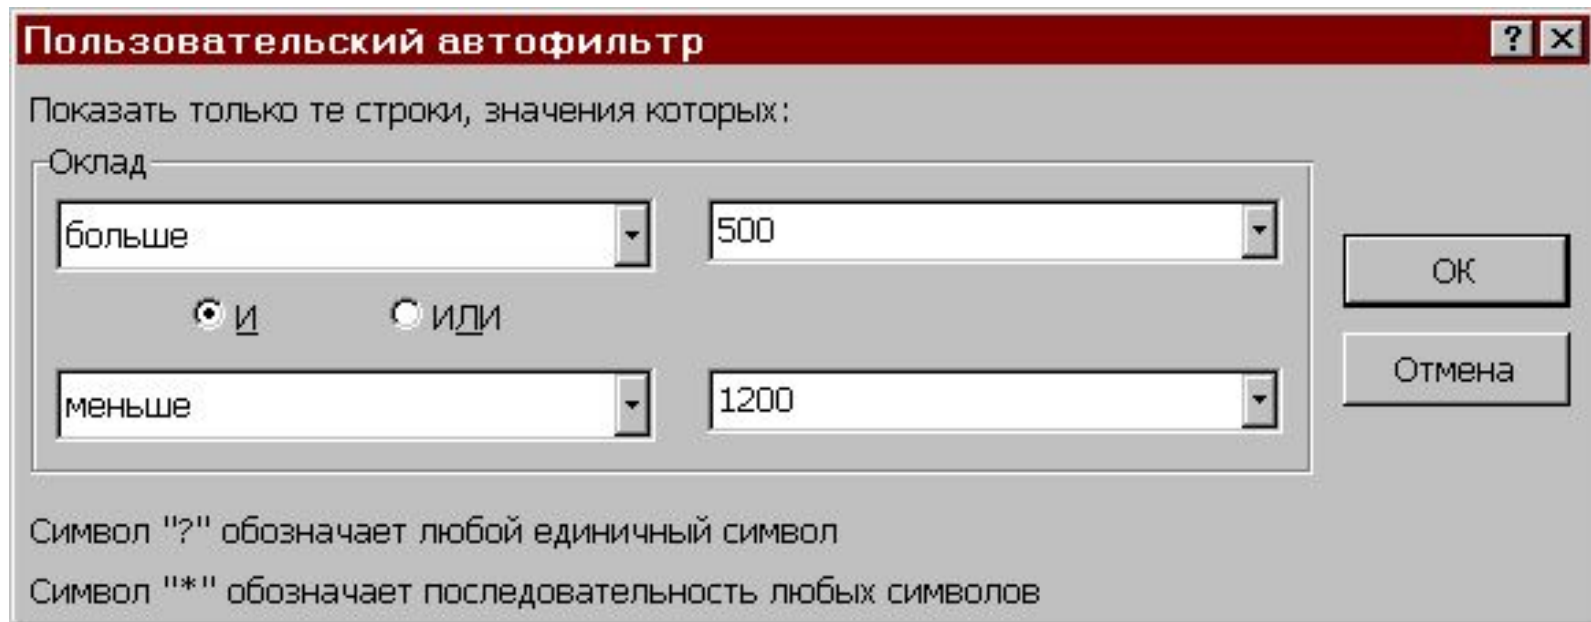 Пользовательский автофильтр
Показать только те строки, значения которых:
Оклад
больше 500
И ИЛИ
ОК
меньше 1200
Отмена
Символ "?" обозначает любой единичный символ
Символ "*" обозначает последовательность любых символов